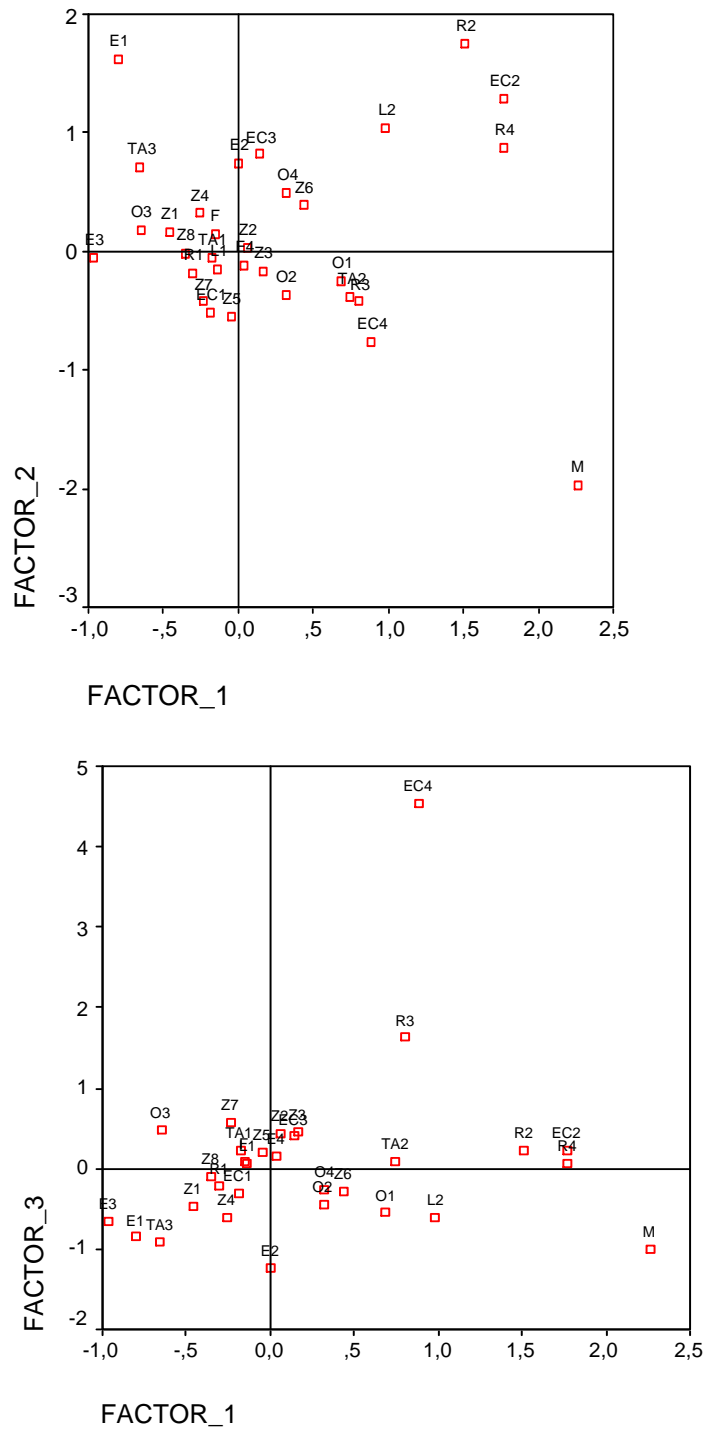 2
R2
E1
EC2
L2
1
R4
EC3
E2
TA3
O4
Z6
Z4
O3
Z1
F
Z2
0
E3
Z8
TA1
E4
Z3
R1
L1
O1
Z7
TA2
O2
R3
EC1
Z5
EC4
-1
M
-2
-3
-1,0
-,5
0,0
,5
1,0
1,5
2,0
2,5
FACTOR_2
FACTOR_1
5
EC4
4
3
2
R3
1
O3
Z7
Z2
Z3
EC3
TA1
Z5
E4
TA2
R2
EC2
R4
0
Z8
R1
EC1
O4
Z6
O2
Z1
Z4
O1
L2
E3
E1
TA3
M
-1
E2
-2
-1,0
-,5
0,0
,5
1,0
1,5
2,0
2,5
FACTOR_3
FACTOR_1